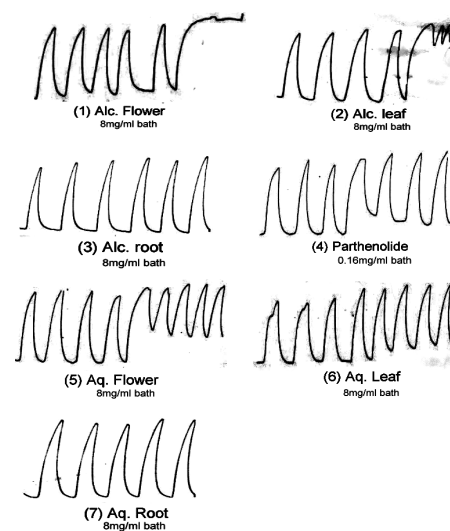 (1) Alc. Flower
8mg/ml bath
(2) Alc. leaf
8mg/ml bath
(3) Alc. root
8mg/ml bath
(4) Parthenolide
0.16mg/ml bath
(5) Aq. Flower
8mg/ml bath
(6) Aq. Leaf
8mg/ml bath
(7) Aq. Root
8mg/ml bath